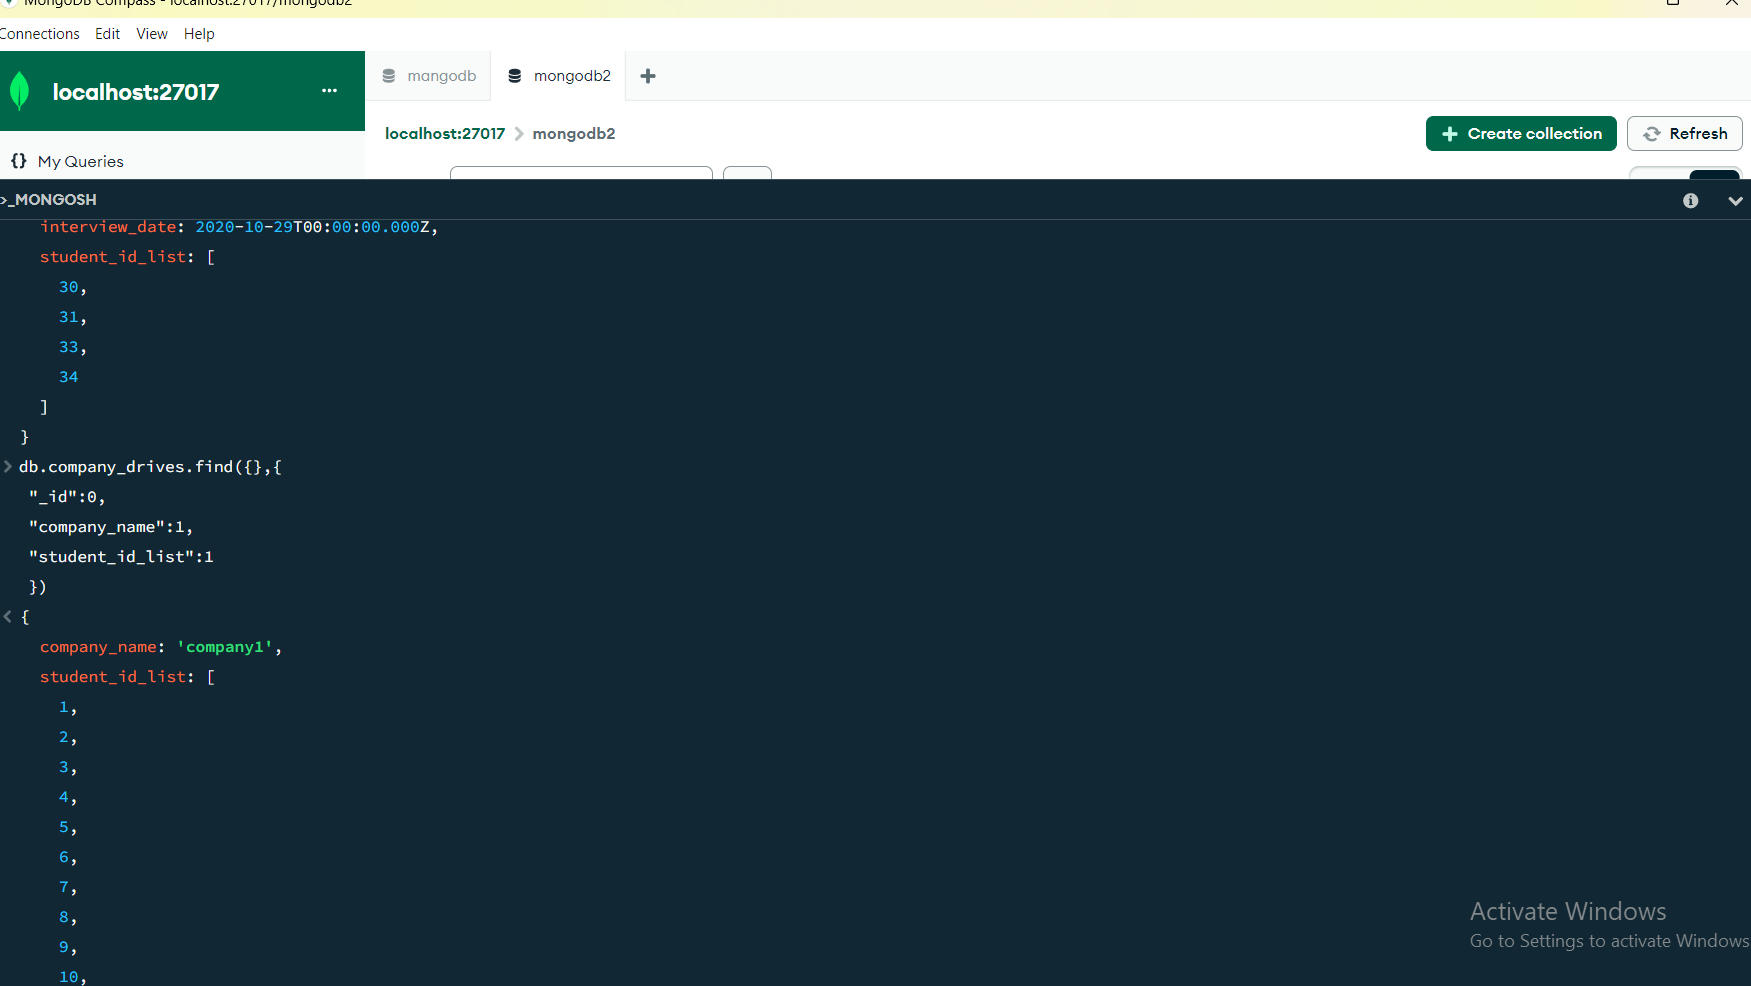 MongoDB Compass - localhost:27017/mongodb2
Connections Edit View Help
localhost:27017 ...
mangodb
mongodb2
localhost:27017 > mongodb2
Create collection
Refresh
{} My Queries
>_MONGOSH
interview_date: 2020-10-29T00:00:00.000Z,
student_id_list: [
30,
31,
33,
34
]
}
> db.company_drives.find({},{
"_id":0,
"company_name":1,
"student_id_list":1
})
< {
company_name: 'company1',
student_id_list: [
1,
2,
3,
4,
5,
6,
7,
8,
9,
10,
Activate Windows
Go to Settings to activate Windows